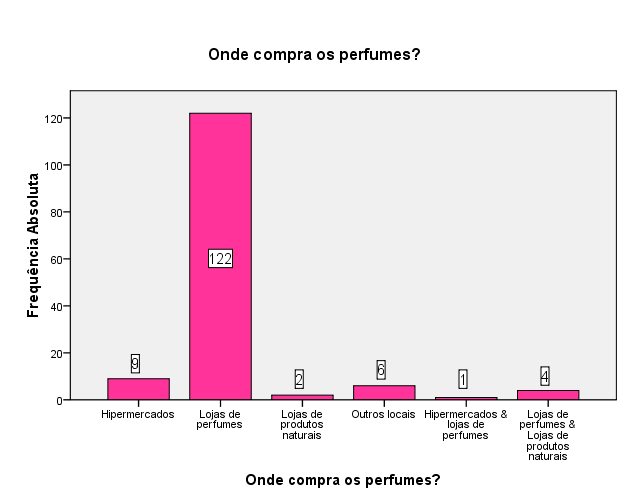 Onde compra os perfumes?
Frequência Absoluta
120
100
80
60
40
20
0
9
122
2
6
1
4
Hipermercados
Lojas de
perfumes
Lojas de
produtos
naturais
Outros locais
Hipermercados &
lojas de
perfumes
Lojas de
perfumes &
Lojas de
produtos
naturais
Onde compra os perfumes?